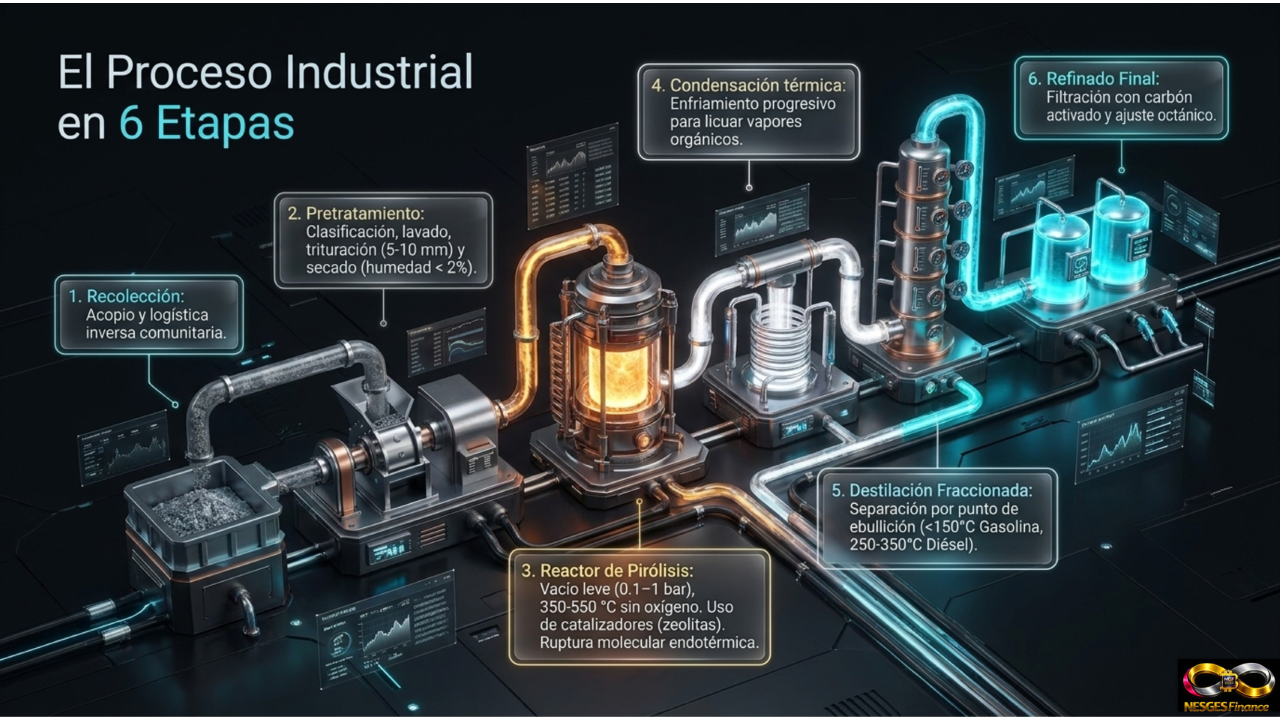 El Proceso Industrial
en 6 Etapas
1. Recolección:
Acopio y logística
inversa comunitaria.
2. Pretratamiento:
Clasificación, lavado,
trituración (5-10 mm) y
secado (humedad < 2%).
3. Reactor de Pirólisis:
Vacio leve (0.1–1 bar),
350-550 °C sin oxígeno. Uso
de catalizadores (zeolitas).
Ruptura molecular endotérmica.
4. Condensación térmica:
Enfriamiento progresivo
para licuar vapores
orgánicos.
5. Destilación Fraccionada:
Separación por punto de
ebullición (<150°C Gasolina,
250-350°C Diésel).
6. Refinado Final:
Filtración con carbón
activado y ajuste octánico.
NESGES Finance